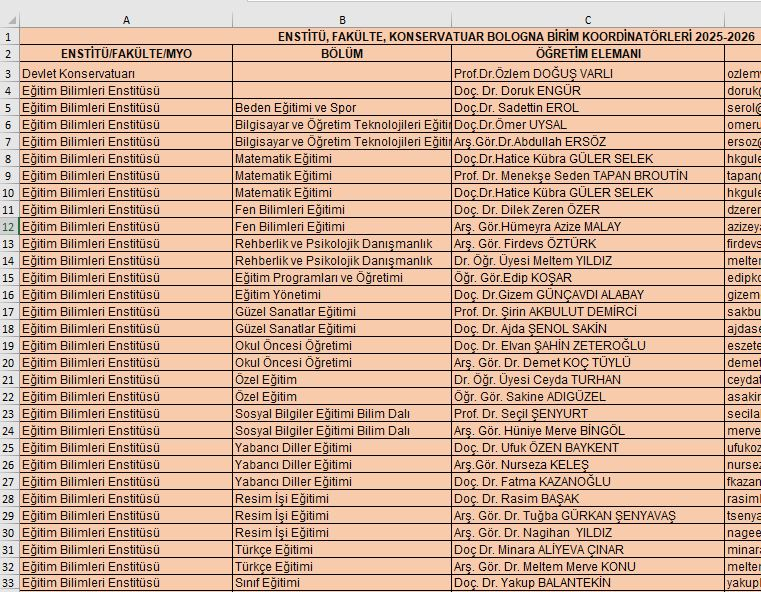 A B C
1 ENSTİTÜ, FAKÜLTE, KONSERVATUAR BOLOGNA BİRİM KOORDİNATÖRLERİ 2025-2026
2 ENSTİTÜ/FAKÜLTE/MYO BÖLÜM ÖĞRETİM ELEMANI
3 Devlet Konservatuarı Prof.Dr.Özlem DOĞUŞ VARLI özlemv
4 Eğitim Bilimleri Enstitüsü Doç. Dr. Doruk ENGÜR doruk@
5 Eğitim Bilimleri Enstitüsü Beden Eğitimi ve Spor Doç.Dr. Sadettin EROL serol@
6 Eğitim Bilimleri Enstitüsü Bilgisayar ve Öğretim Teknolojileri Eğitin Doç.Dr.Ömer UYSAL omeru
7 Eğitim Bilimleri Enstitüsü Bilgisayar ve Öğretim Teknolojileri Eğitin Arş.Gör.Dr.Abdullah ERSÖZ ersoz@
8 Eğitim Bilimleri Enstitüsü Matematik Eğitimi Doç.Dr.Hatice Kübra GÜLER SELEK hkgule
9 Eğitim Bilimleri Enstitüsü Matematik Eğitimi Prof. Dr. Menekşe Seden TAPAN BROUTİN tapan@
10 Eğitim Bilimleri Enstitüsü Matematik Eğitimi Doç.Dr.Hatice Kübra GÜLER SELEK hkgule
11 Eğitim Bilimleri Enstitüsü Fen Bilimleri Eğitimi Doç. Dr. Dilek Zeren ÖZER dzeren
12 Eğitim Bilimleri Enstitüsü Fen Bilimleri Eğitimi Arş. Gör.Hümeyra Azize MALAY azizey
13 Eğitim Bilimleri Enstitüsü Rehberlik ve Psikolojik Danışmanlık Arş. Gör. Firdevs ÖZTÜRK firdevs
14 Eğitim Bilimleri Enstitüsü Rehberlik ve Psikolojik Danışmanlık Dr. Öğr. Üyesi Meltem YILDIZ melter
15 Eğitim Bilimleri Enstitüsü Eğitim Programları ve Öğretimi Öğr. Gör.Edip KOŞAR edipko
16 Eğitim Bilimleri Enstitüsü Eğitim Yönetimi Doç. Dr.Gizem GÜNÇAVDI ALABAY gizem
17 Eğitim Bilimleri Enstitüsü Güzel Sanatlar Eğitimi Prof. Dr. Şirin AKBULUT DEMİRCİ sakbu
18 Eğitim Bilimleri Enstitüsü Güzel Sanatlar Eğitimi Doç. Dr. Ajda ŞENOL SAKİN ajdase
19 Eğitim Bilimleri Enstitüsü Okul Öncesi Öğretimi Doç. Dr. Elvan ŞAHİN ZETEROĞLU eszete
20 Eğitim Bilimleri Enstitüsü Okul Öncesi Öğretimi Arş. Gör. Dr. Demet KOÇ TÜYLÜ demet
21 Eğitim Bilimleri Enstitüsü Özel Eğitim Dr. Öğr. Üyesi Ceyda TURHAN ceydat
22 Eğitim Bilimleri Enstitüsü Özel Eğitim Öğr. Gör. Sakine ADIGÜZEL asakin
23 Eğitim Bilimleri Enstitüsü Sosyal Bilgiler Eğitimi Bilim Dalı Prof. Dr. Seçil ŞENYURT secila
24 Eğitim Bilimleri Enstitüsü Sosyal Bilgiler Eğitimi Bilim Dalı Arş. Gör. Hüniye Merve BİNGÖL merve
25 Eğitim Bilimleri Enstitüsü Yabancı Diller Eğitimi Doç. Dr. Ufuk ÖZEN BAYKENT ufukoz
26 Eğitim Bilimleri Enstitüsü Yabancı Diller Eğitimi Arş.Gör. Nurseza KELEŞ nursez
27 Eğitim Bilimleri Enstitüsü Yabancı Diller Eğitimi Doç. Dr. Fatma KAZANOĞLU fkazan
28 Eğitim Bilimleri Enstitüsü Resim İşi Eğitimi Doç. Dr. Rasim BAŞAK rasiml
29 Eğitim Bilimleri Enstitüsü Resim İşi Eğitimi Arş. Gör. Dr. Tuğba GÜRKAN ŞENYAVAŞ tsenya
30 Eğitim Bilimleri Enstitüsü Resim İşi Eğitimi Arş. Gör. Dr. Nagihan YILDIZ nagee
31 Eğitim Bilimleri Enstitüsü Türkçe Eğitimi Doç Dr. Minara ALİYEVA ÇINAR minara
32 Eğitim Bilimleri Enstitüsü Türkçe Eğitimi Arş. Gör. Dr. Meltem Merve KONU melter
33 Eğitim Bilimleri Enstitüsü Sınıf Eğitimi Doç. Dr. Yakup BALANTEKİN yakupl